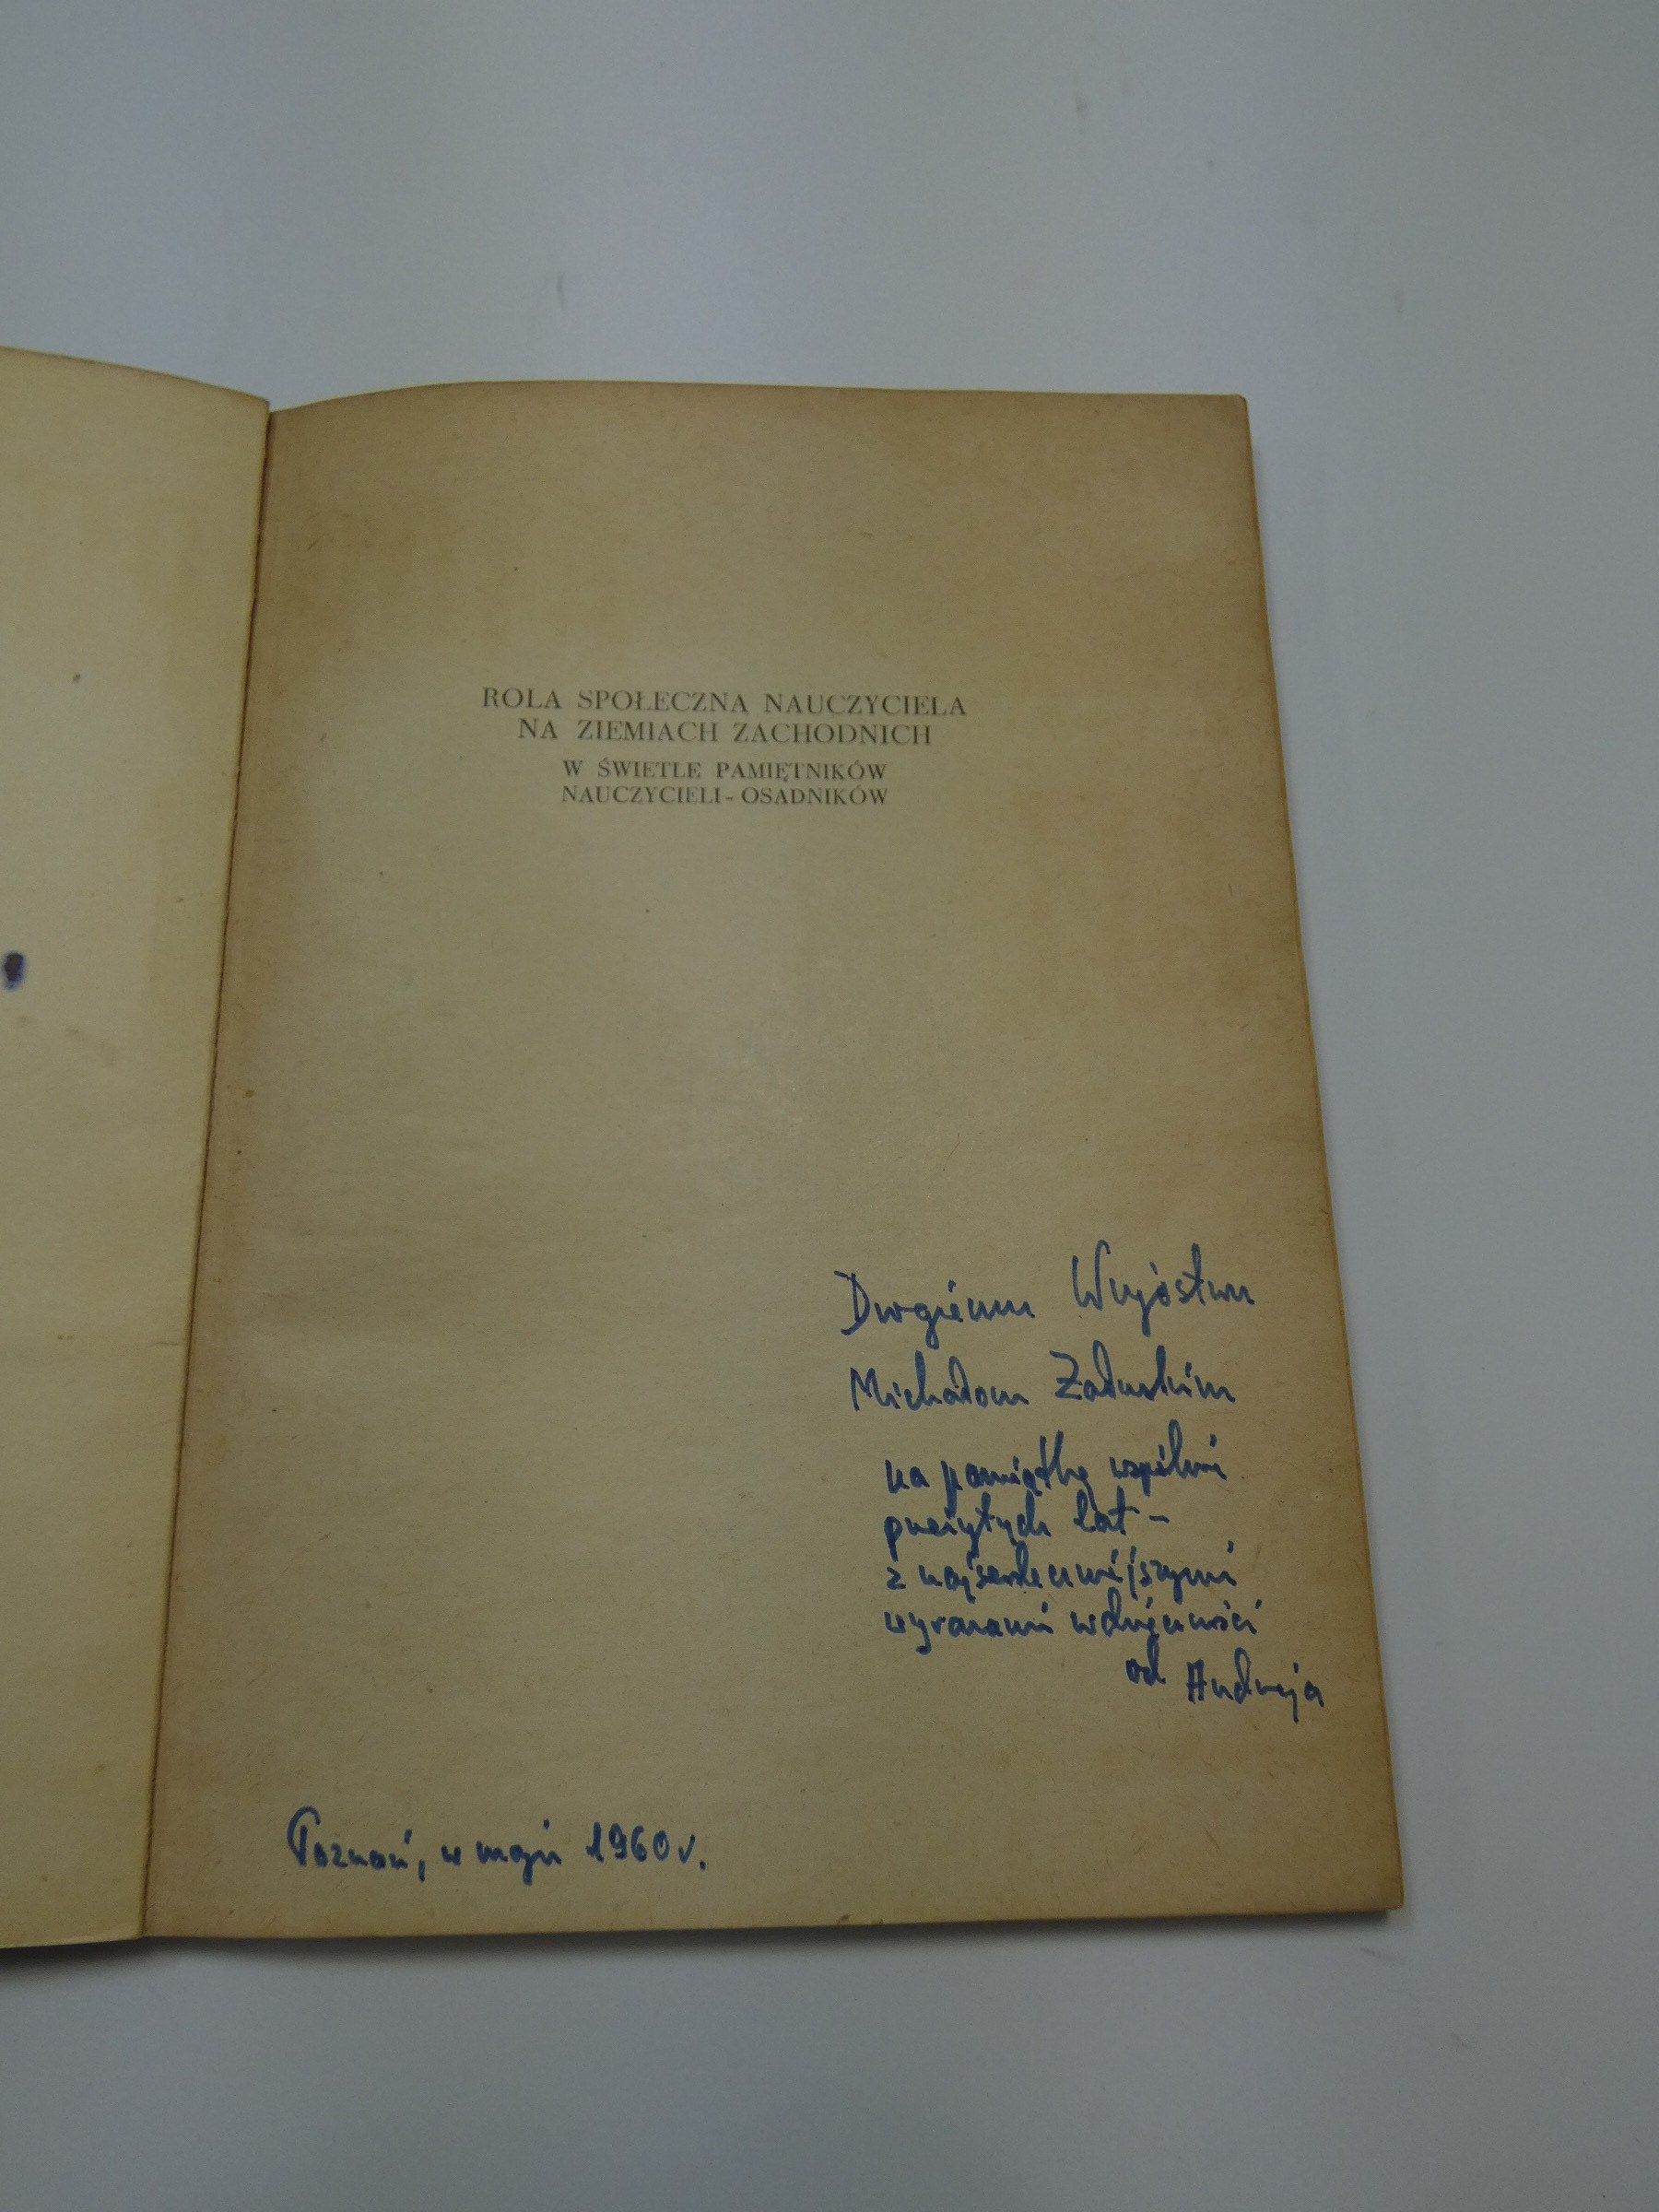 ROLA SPOŁECZNA NAUCZYCIELA
NA ZIEMIACH ZACHODNICH
W ŚWIETLE PAMIĘTNIKÓW
NAUCZYCIELI-OSADNIKÓW
Drogiemu Wujostwu
Michałom Załuskim
na pamiątkę wspólnie
przeżytych lat -
z najserdeczniejszymi
wyrazami wdzięczności
od Andrzeja
Poznań, w maju 1960 r.